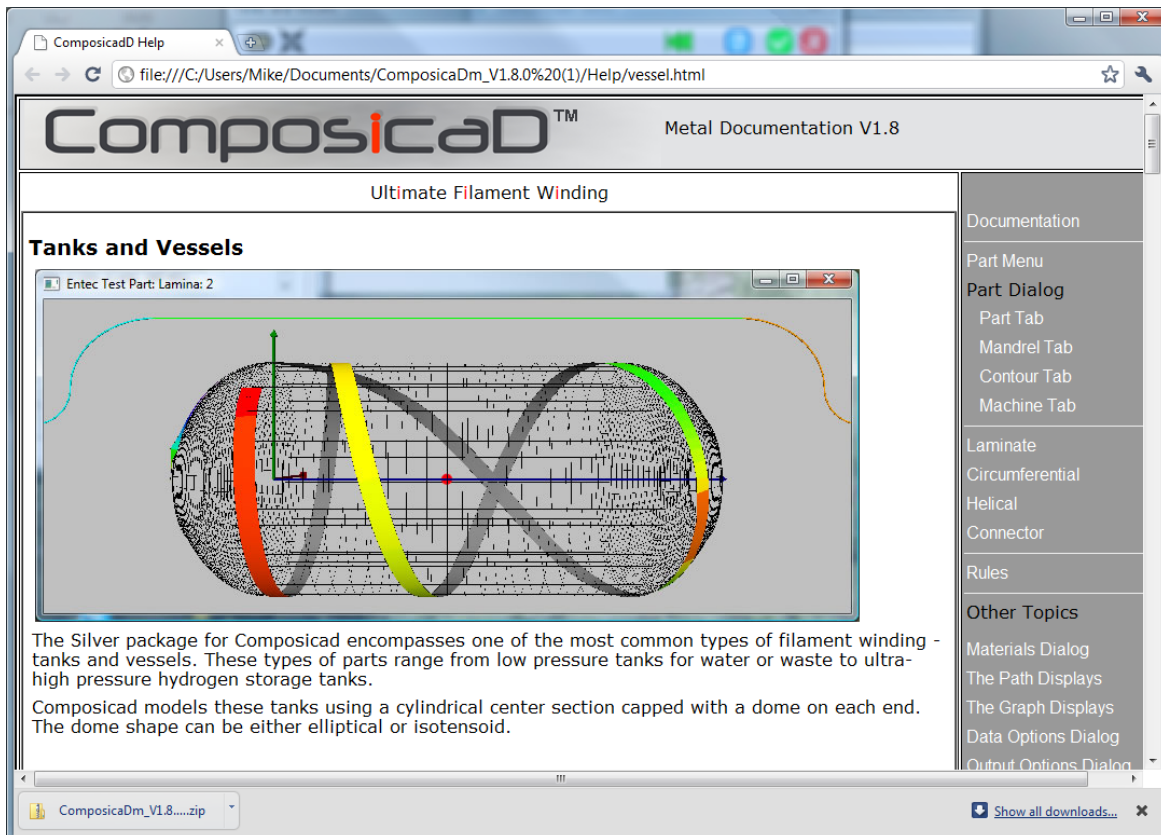 ComposicadD Help
file:///C:/Users/Mike/Documents/ComposicaDm_V1.8.0%20(1)/Help/vessel.html
ComposicaD™
Metal Documentation V1.8
Ultimate Filament Winding
Tanks and Vessels
Entec Test Part: Lamina: 2
The Silver package for Composicad encompasses one of the most common types of filament winding -
tanks and vessels. These types of parts range from low pressure tanks for water or waste to ultra-
high pressure hydrogen storage tanks.
Composicad models these tanks using a cylindrical center section capped with a dome on each end.
The dome shape can be either elliptical or isotensoid.
Documentation
Part Menu
Part Dialog
Part Tab
Mandrel Tab
Contour Tab
Machine Tab
Laminate
Circumferential
Helical
Connector
Rules
Other Topics
Materials Dialog
The Path Displays
The Graph Displays
Data Options Dialog
Output Options Dialog
ComposicaDm_V1.8.....zip
Show all downloads...